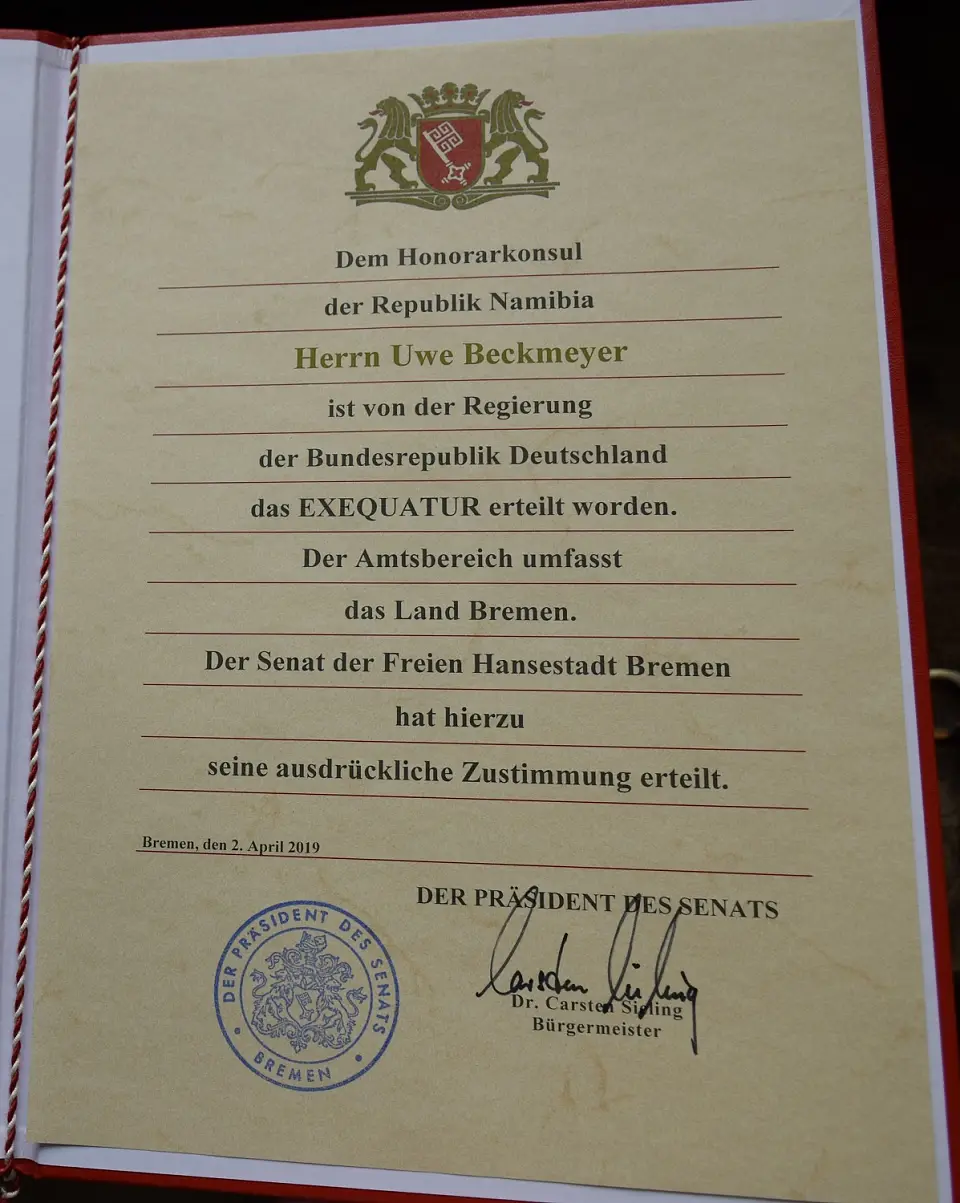 Dem Honorarkonsul
der Republik Namibia
Herrn Uwe Beckmeyer
ist von der Regierung
der Bundesrepublik Deutschland
das EXEQUATUR erteilt worden.
Der Amtsbereich umfasst
das Land Bremen.
Der Senat der Freien Hansestadt Bremen
hat hierzu
seine ausdrückliche Zustimmung erteilt.
Bremen, den 2. April 2019
DER PRÄSIDENT DES SENATS
Carsten Sieling
Dr. Carsten Sieling
Bürgermeister
DER PRÄSIDENT DES SENATS
BREMEN